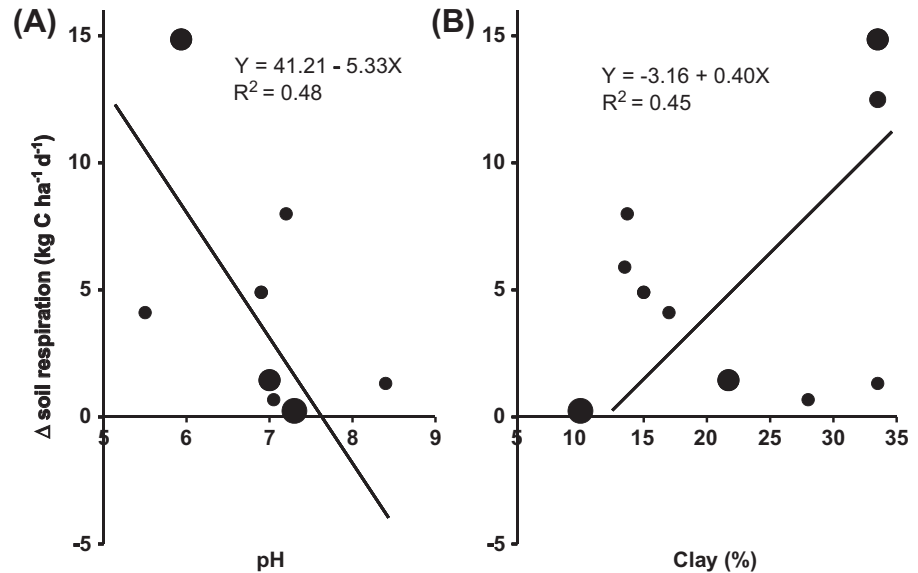 (A)
Y = 41.21 - 5.33X
R² = 0.48
Δ soil respiration (kg C ha⁻¹ d⁻¹)
15
10
5
0
-5
5 6 7 8 9
pH
(B)
Y = -3.16 + 0.40X
R² = 0.45
15
10
5
0
-5
5 10 15 20 25 30 35
Clay (%)